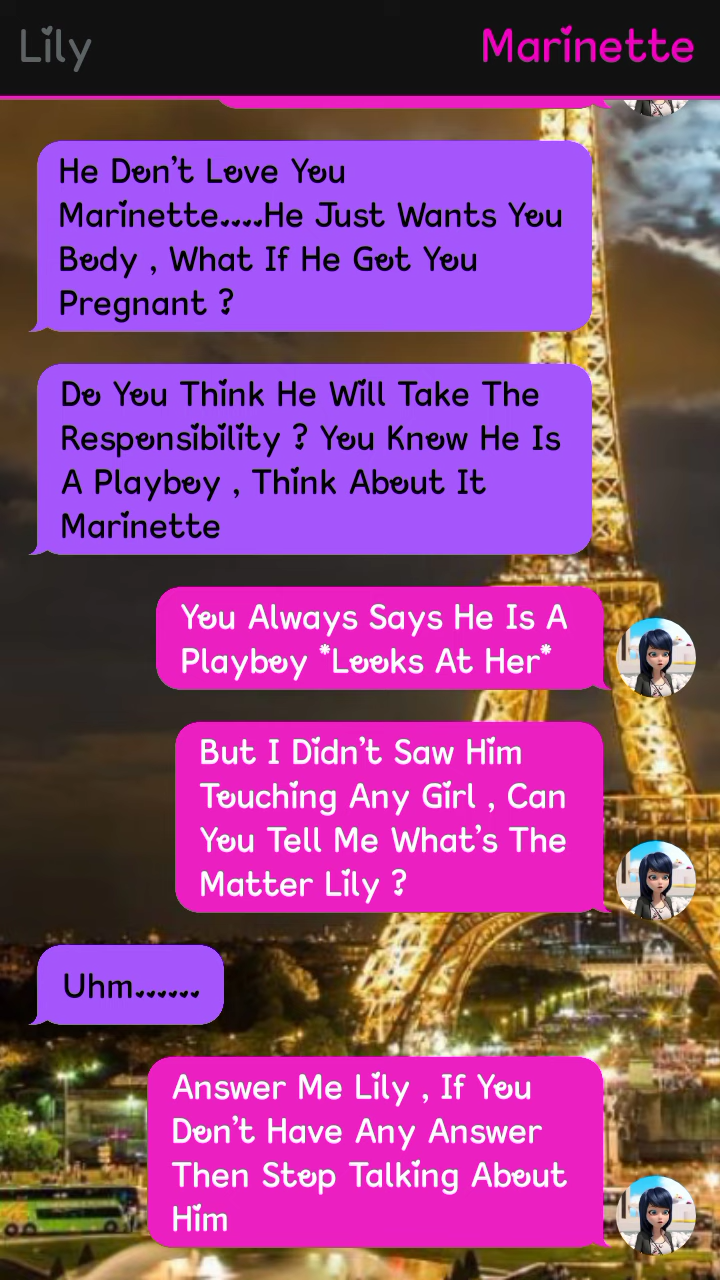 Lily
Marinette
He Don't Love You
Marinette....He Just Wants You
Body , What If He Got You
Pregnant ?
Do You Think He Will Take The
Responsibility ? You Know He Is
A Playboy , Think About It
Marinette
You Always Says He Is A
Playboy *Looks At Her*
But I Didn't Saw Him
Touching Any Girl , Can
You Tell Me What's The
Matter Lily ?
Uhm......
Answer Me Lily , If You
Don't Have Any Answer
Then Stop Talking About
Him